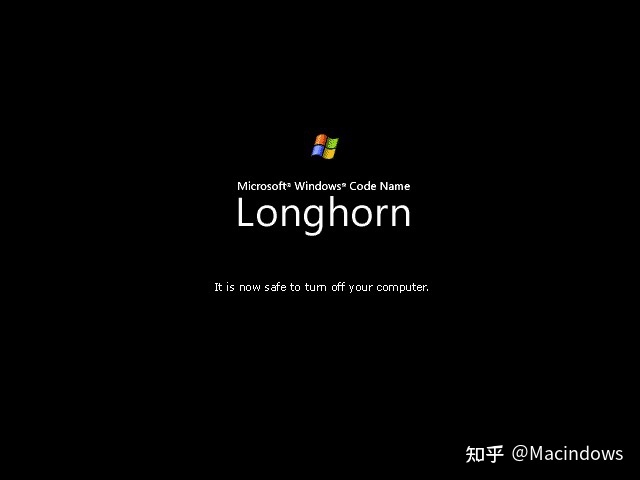 Microsoft® Windows® Code Name
Longhorn
It is now safe to turn off your computer.
知乎 @Macindows